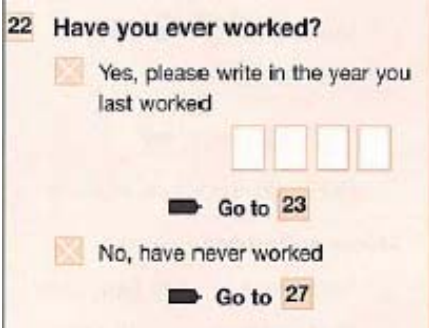 22 Have you ever worked?
Yes, please write in the year you
last worked
Go to 23
No, have never worked
Go to 27